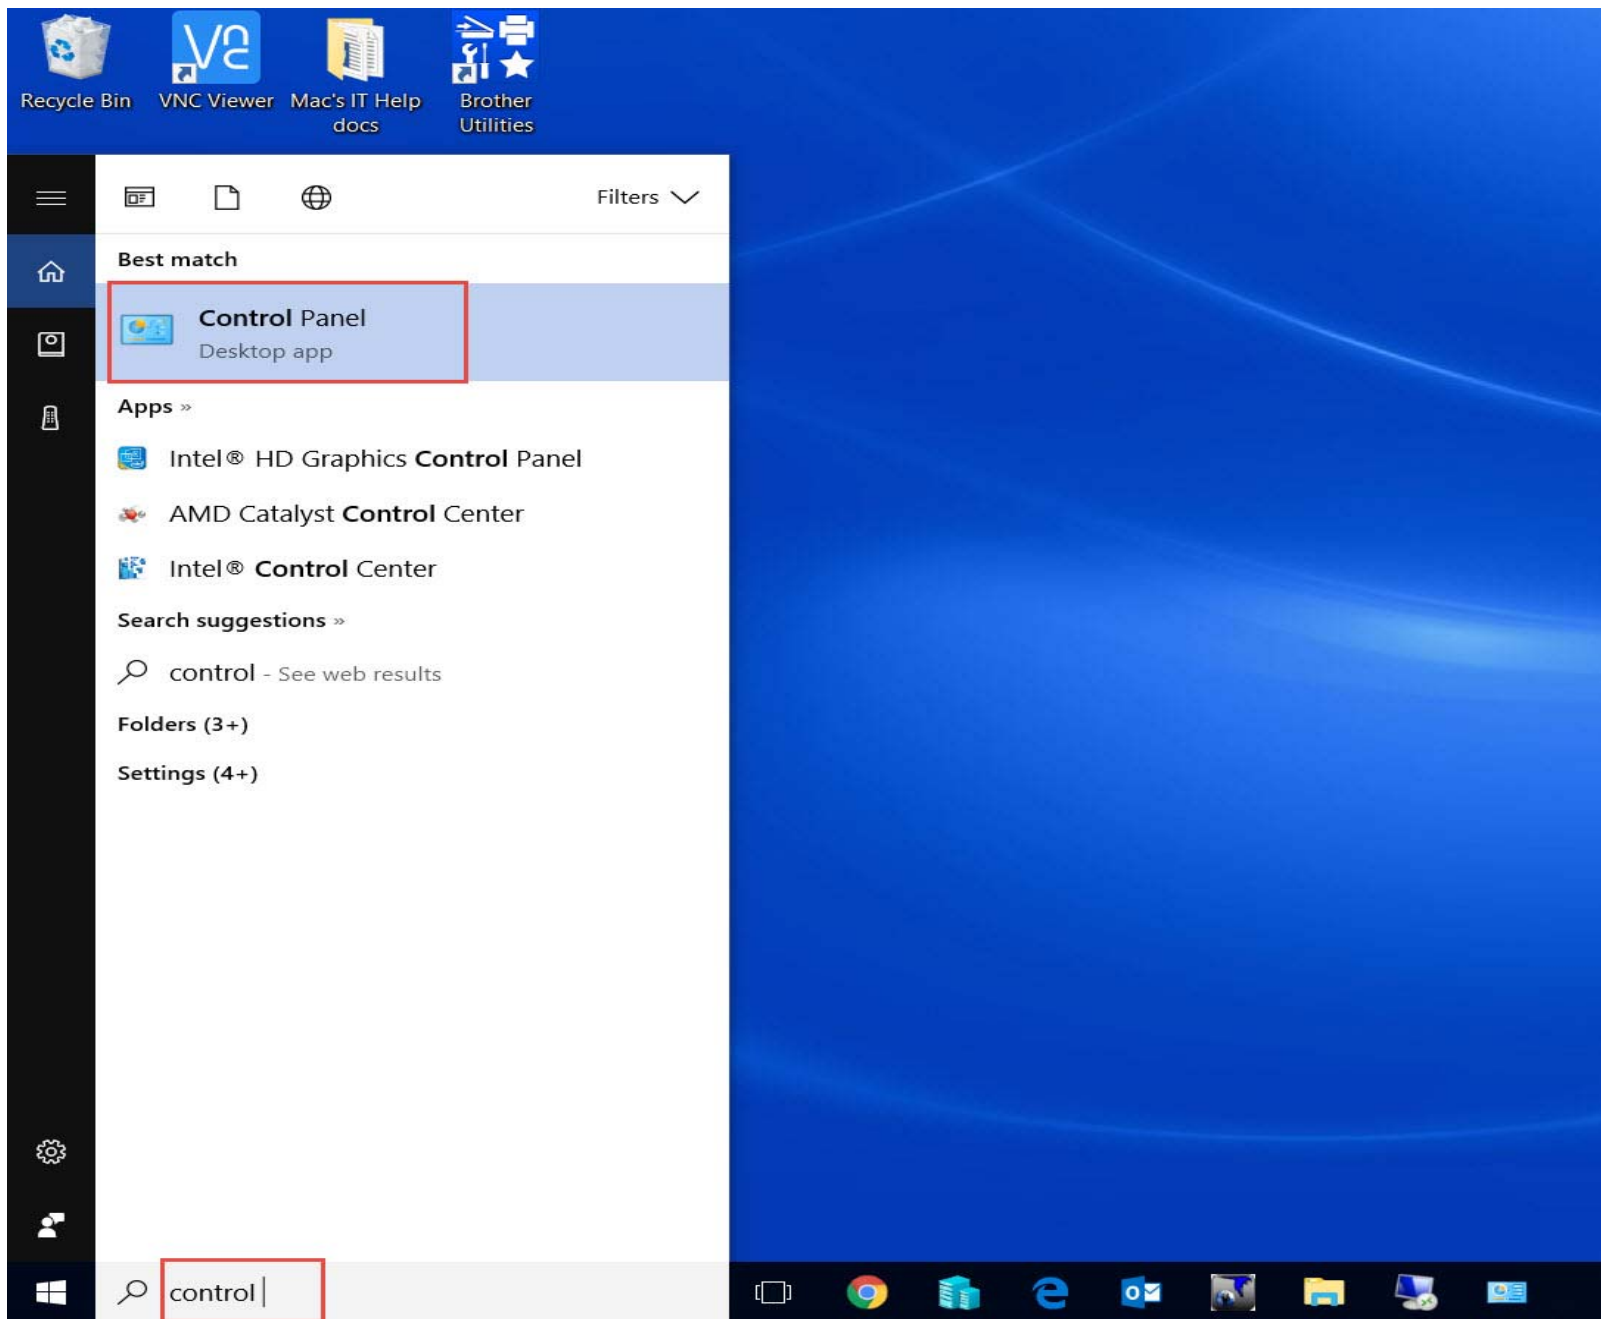 Recycle Bin
VNC Viewer
Mac's IT Help
docs
Brother
Utilities
Filters
Best match
Control Panel
Desktop app
Apps »
Intel® HD Graphics Control Panel
AMD Catalyst Control Center
Intel® Control Center
Search suggestions »
control - See web results
Folders (3+)
Settings (4+)
control